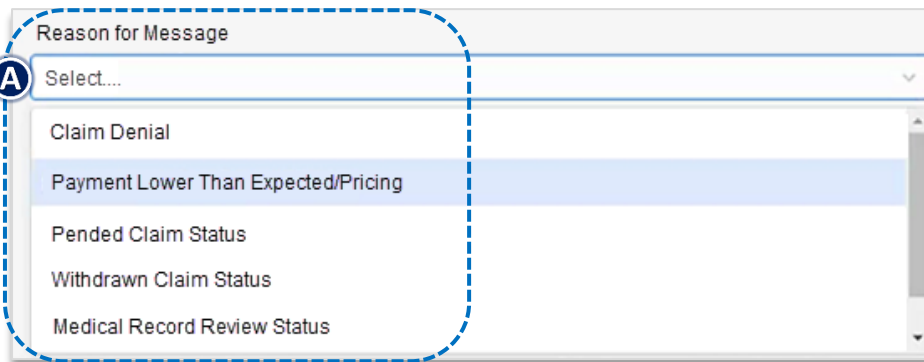 Reason for Message
A
Select....
Claim Denial
Payment Lower Than Expected/Pricing
Pended Claim Status
Withdrawn Claim Status
Medical Record Review Status